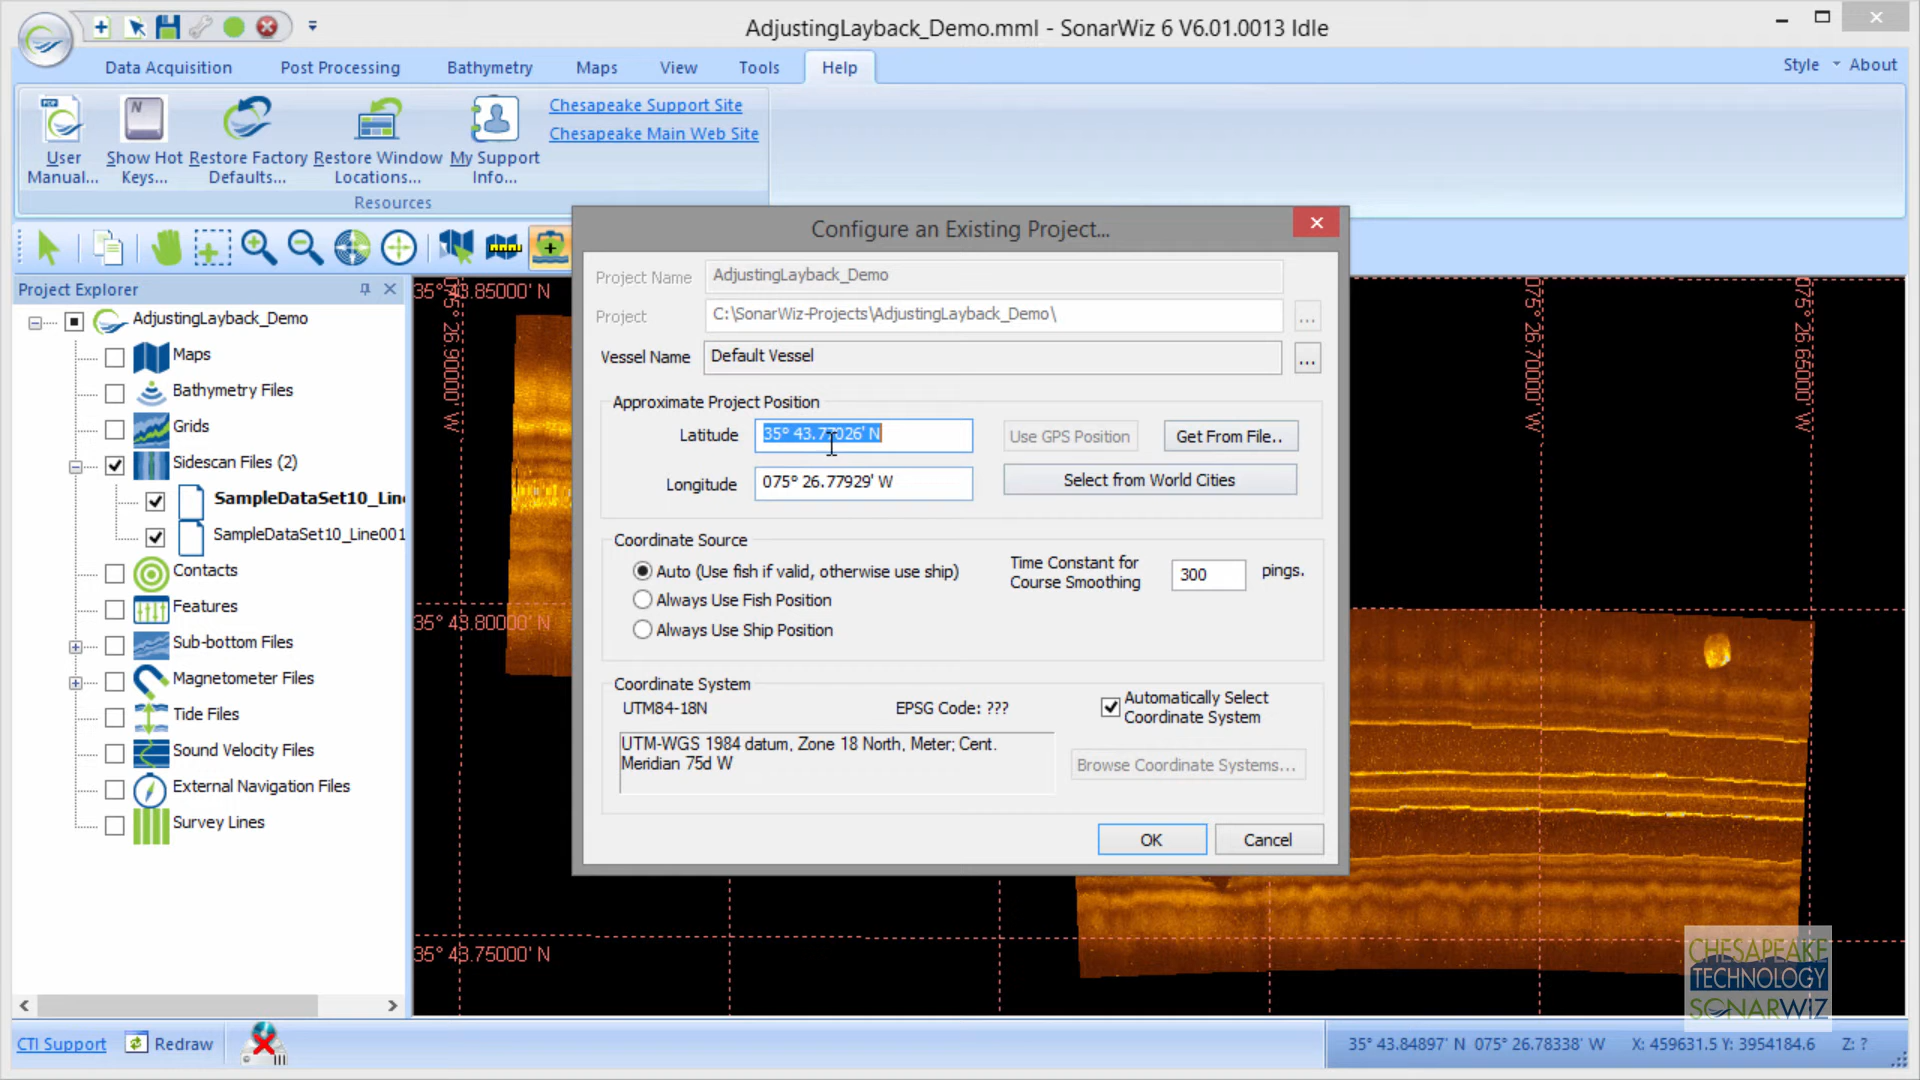 AdjustingLayback_Demo.mml - SonarWiz 6 V6.01.0013 Idle
Data Acquisition Post Processing Bathymetry Maps View Tools Help Style About
User Manual...
Show Hot Keys...
Restore Factory Defaults...
Restore Window Locations...
My Support Info...
Chesapeake Support Site
Chesapeake Main Web Site
Resources
Project Explorer
AdjustingLayback_Demo
Maps
Bathymetry Files
Grids
Sidescan Files (2)
SampleDataSet10_Line
SampleDataSet10_Line001
Contacts
Features
Sub-bottom Files
Magnetometer Files
Tide Files
Sound Velocity Files
External Navigation Files
Survey Lines
Configure an Existing Project...
Project Name AdjustingLayback_Demo
Project C:\SonarWiz-Projects\AdjustingLayback_Demo\ ...
Vessel Name Default Vessel ...
Approximate Project Position
Latitude 35° 43.77026' N Use GPS Position Get From File..
Longitude 075° 26.77929' W Select from World Cities
Coordinate Source
Auto (Use fish if valid, otherwise use ship)
Always Use Fish Position
Always Use Ship Position
Time Constant for
Course Smoothing 300 pings.
Coordinate System
UTM84-18N EPSG Code: ???
Automatically Select
Coordinate System
UTM-WGS 1984 datum, Zone 18 North, Meter; Cent.
Meridian 75d W
Browse Coordinate Systems...
OK Cancel
35° 43.85000' N
35° 43.80000' N
35° 43.75000' N
075° 26.90000' W
075° 26.70000' W
075° 26.65000' W
CHESAPEAKE
TECHNOLOGY
SONARWIZ
CTI Support Redraw
35° 43.84897' N 075° 26.78338' W X: 459631.5 Y: 3954184.6 Z: ?